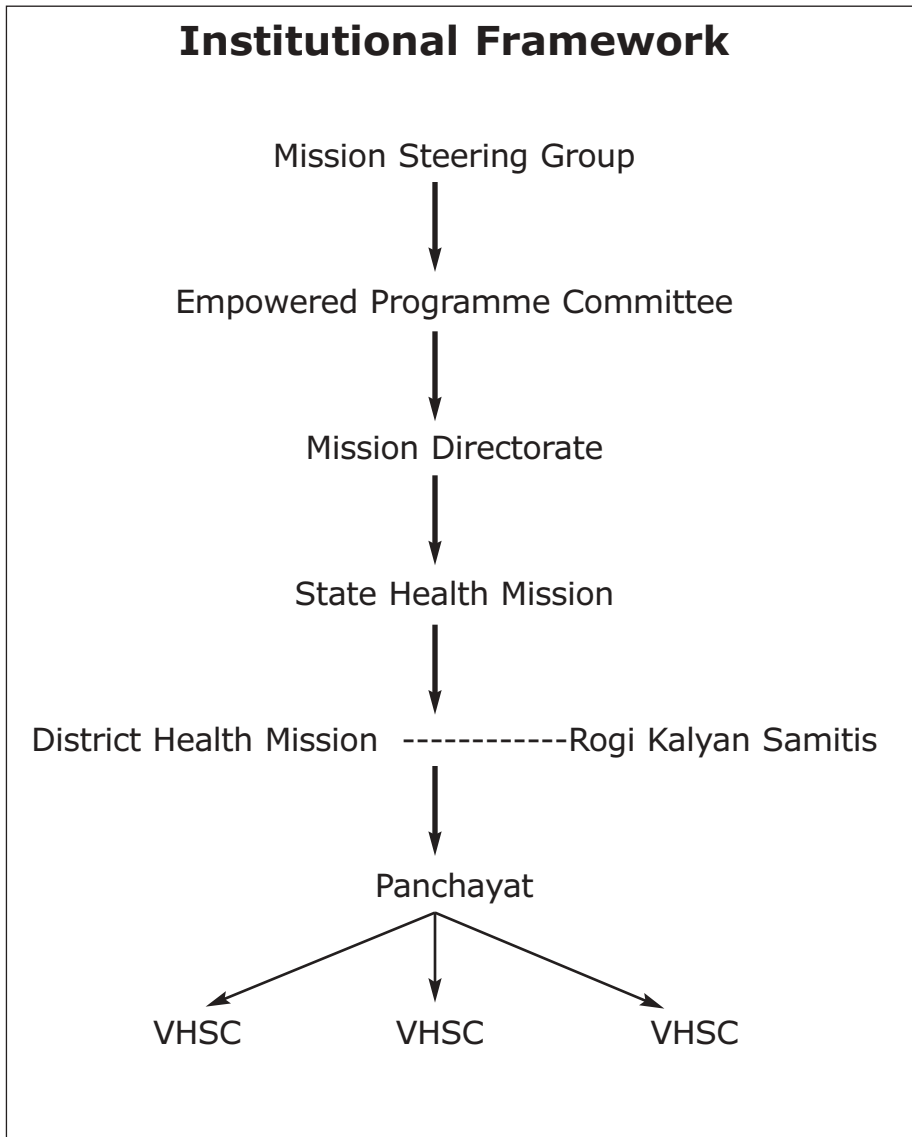 Institutional Framework
Mission Steering Group
Empowered Programme Committee
Mission Directorate
State Health Mission
District Health Mission ------------Rogi Kalyan Samitis
Panchayat
VHSC VHSC VHSC